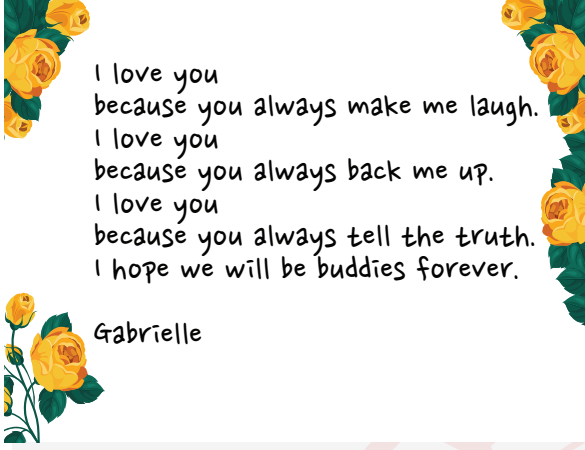 I love you
because you always make me laugh.
I love you
because you always back me up.
I love you
because you always tell the truth.
I hope we will be buddies forever.
Gabrielle